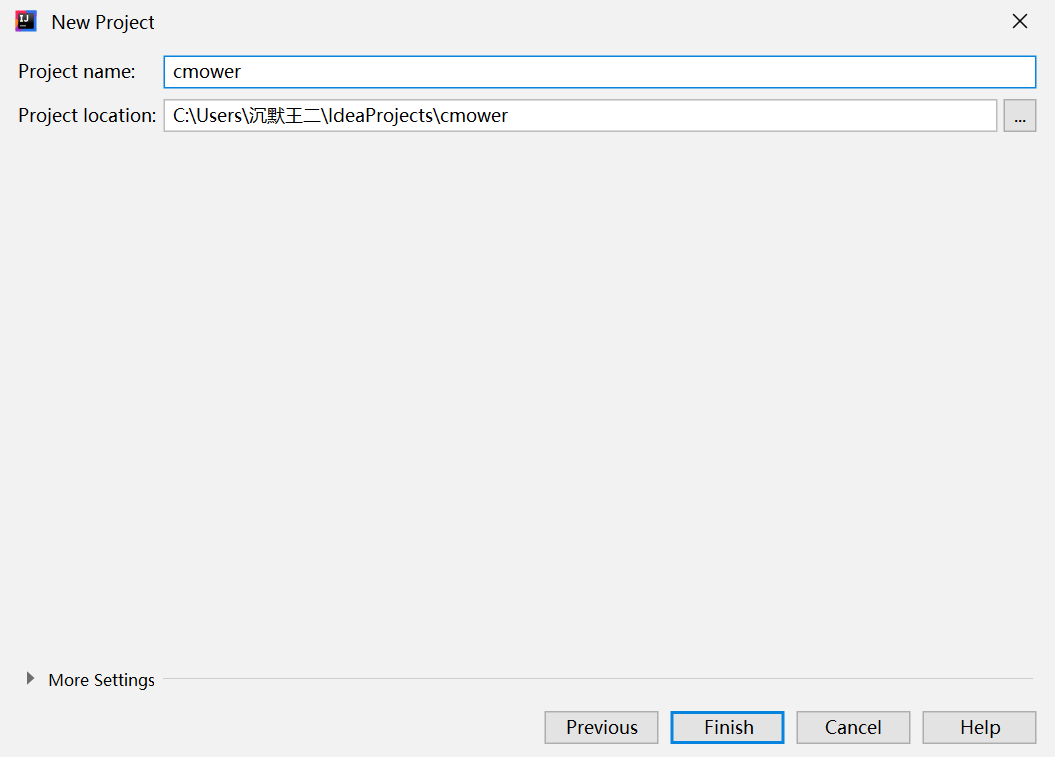 New Project
Project name: cmower
Project location: C:\Users\沉默王二\IdeaProjects\cmower ...
More Settings
Previous Finish Cancel Help